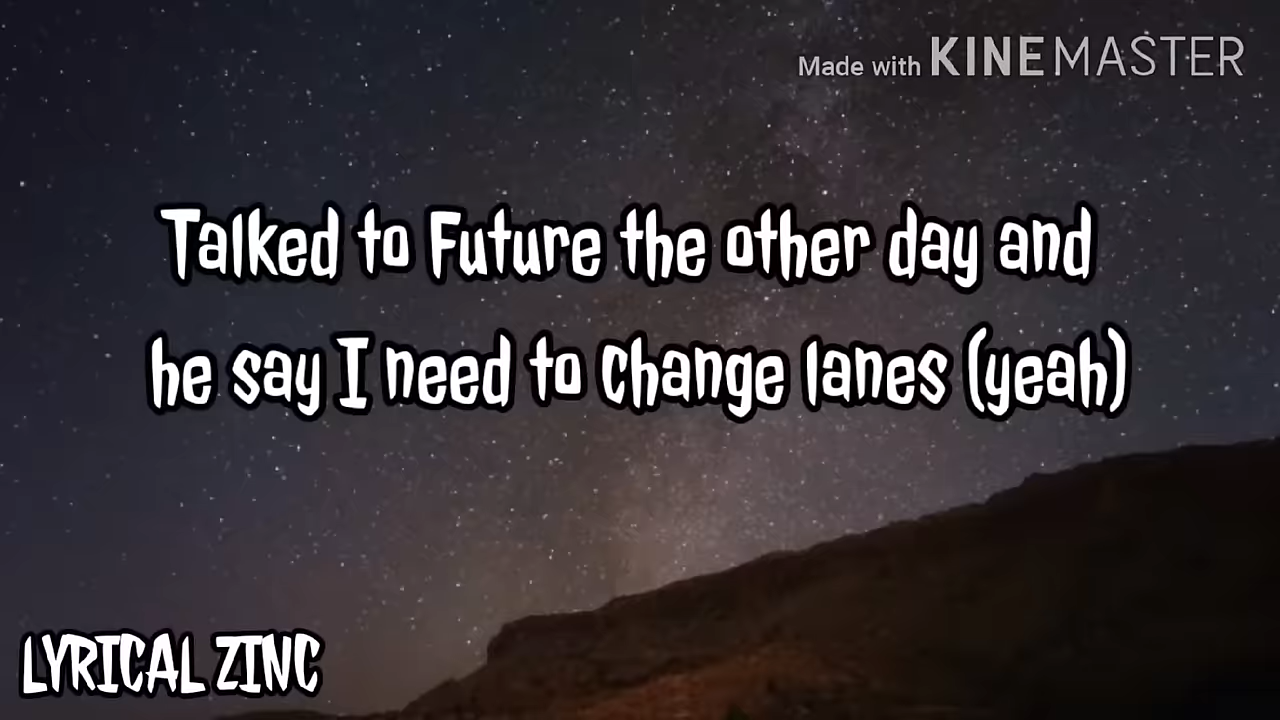 Made with KINEMASTER
Talked to Future the other day and
he say I need to change lanes (yeah)
LYRICAL ZINC